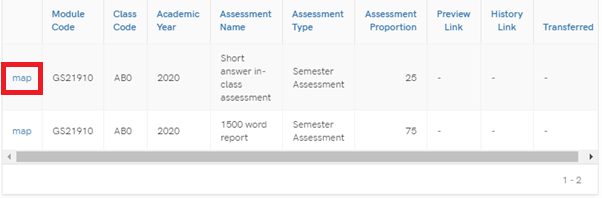 Module Code Class Code Academic Year Assessment Name Assessment Type Assessment Proportion Preview Link History Link Transferred
map GS21910 AB0 2020 Short answer in-class assessment Semester Assessment 25 - - -
map GS21910 AB0 2020 1500 word report Semester Assessment 75 - - -
1 - 2